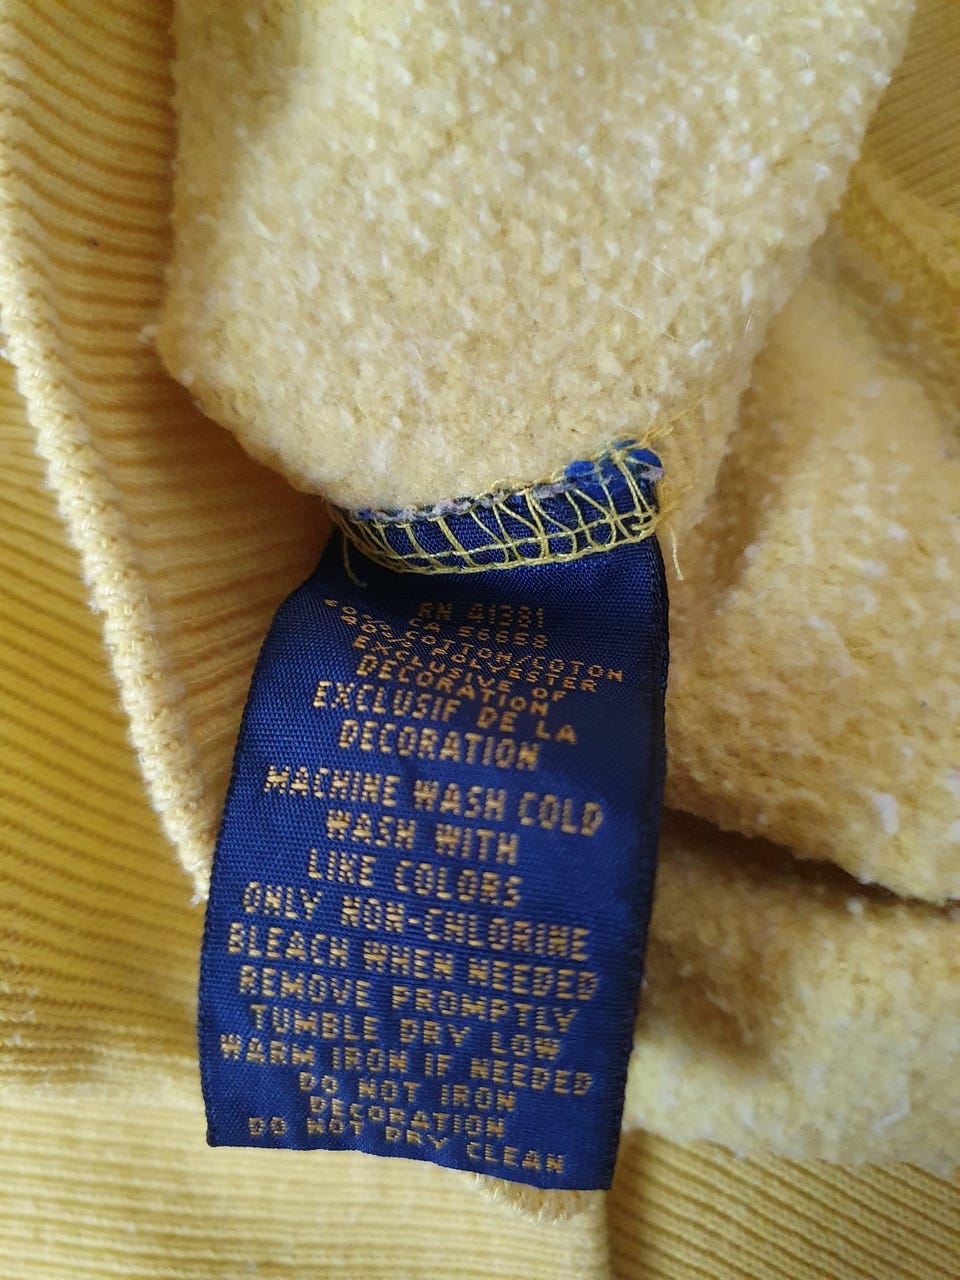 RN 41381
CA 56658
60% COTTON/COTON
40% POLYESTER
EXCLUSIVE OF
DECORATION
EXCLUSIF DE LA
DECORATION
MACHINE WASH COLD
WASH WITH
LIKE COLORS
ONLY NON-CHLORINE
BLEACH WHEN NEEDED
REMOVE PROMPTLY
TUMBLE DRY LOW
WARM IRON IF NEEDED
DO NOT IRON
DECORATION
DO NOT DRY CLEAN